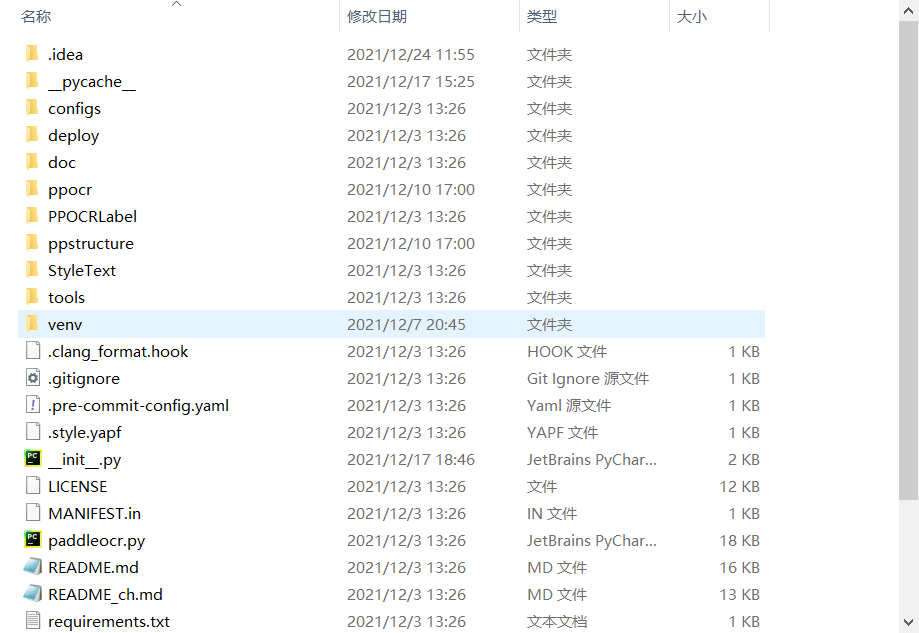 名称 修改日期 类型 大小
.idea 2021/12/24 11:55 文件夹
__pycache__ 2021/12/17 15:25 文件夹
configs 2021/12/3 13:26 文件夹
deploy 2021/12/3 13:26 文件夹
doc 2021/12/3 13:26 文件夹
ppocr 2021/12/10 17:00 文件夹
PPOCRLabel 2021/12/3 13:26 文件夹
ppstructure 2021/12/10 17:00 文件夹
StyleText 2021/12/3 13:26 文件夹
tools 2021/12/3 13:26 文件夹
venv 2021/12/7 20:45 文件夹
.clang_format.hook 2021/12/3 13:26 HOOK 文件 1 KB
.gitignore 2021/12/3 13:26 Git Ignore 源文件 1 KB
.pre-commit-config.yaml 2021/12/3 13:26 Yaml 源文件 1 KB
.style.yapf 2021/12/3 13:26 YAPF 文件 1 KB
__init__.py 2021/12/17 18:46 JetBrains PyChar... 2 KB
LICENSE 2021/12/3 13:26 文件 12 KB
MANIFEST.in 2021/12/3 13:26 IN 文件 1 KB
paddleocr.py 2021/12/3 13:26 JetBrains PyChar... 18 KB
README.md 2021/12/3 13:26 MD 文件 16 KB
README_ch.md 2021/12/3 13:26 MD 文件 13 KB
requirements.txt 2021/12/3 13:26 文本文档 1 KB